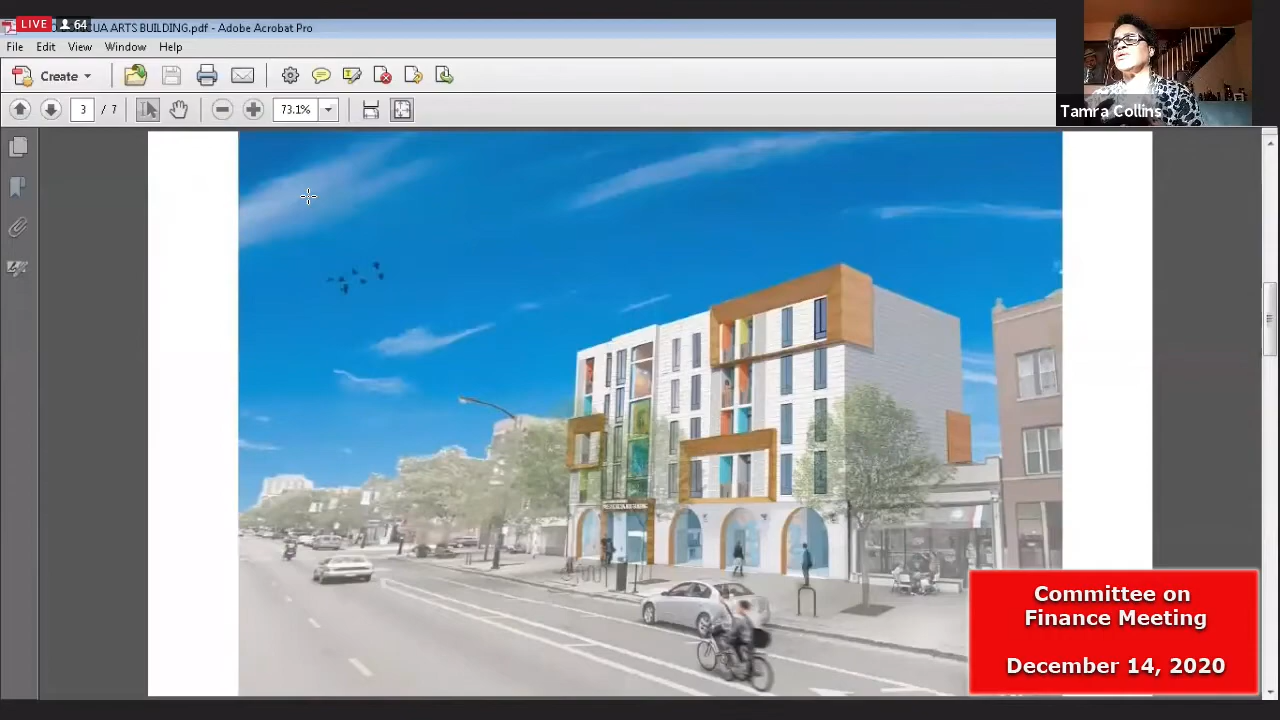 LIVE 64
CUA ARTS BUILDING.pdf - Adobe Acrobat Pro
File Edit View Window Help
Create
3 / 7 73.1%
Tamra Collins
Committee on
Finance Meeting
December 14, 2020